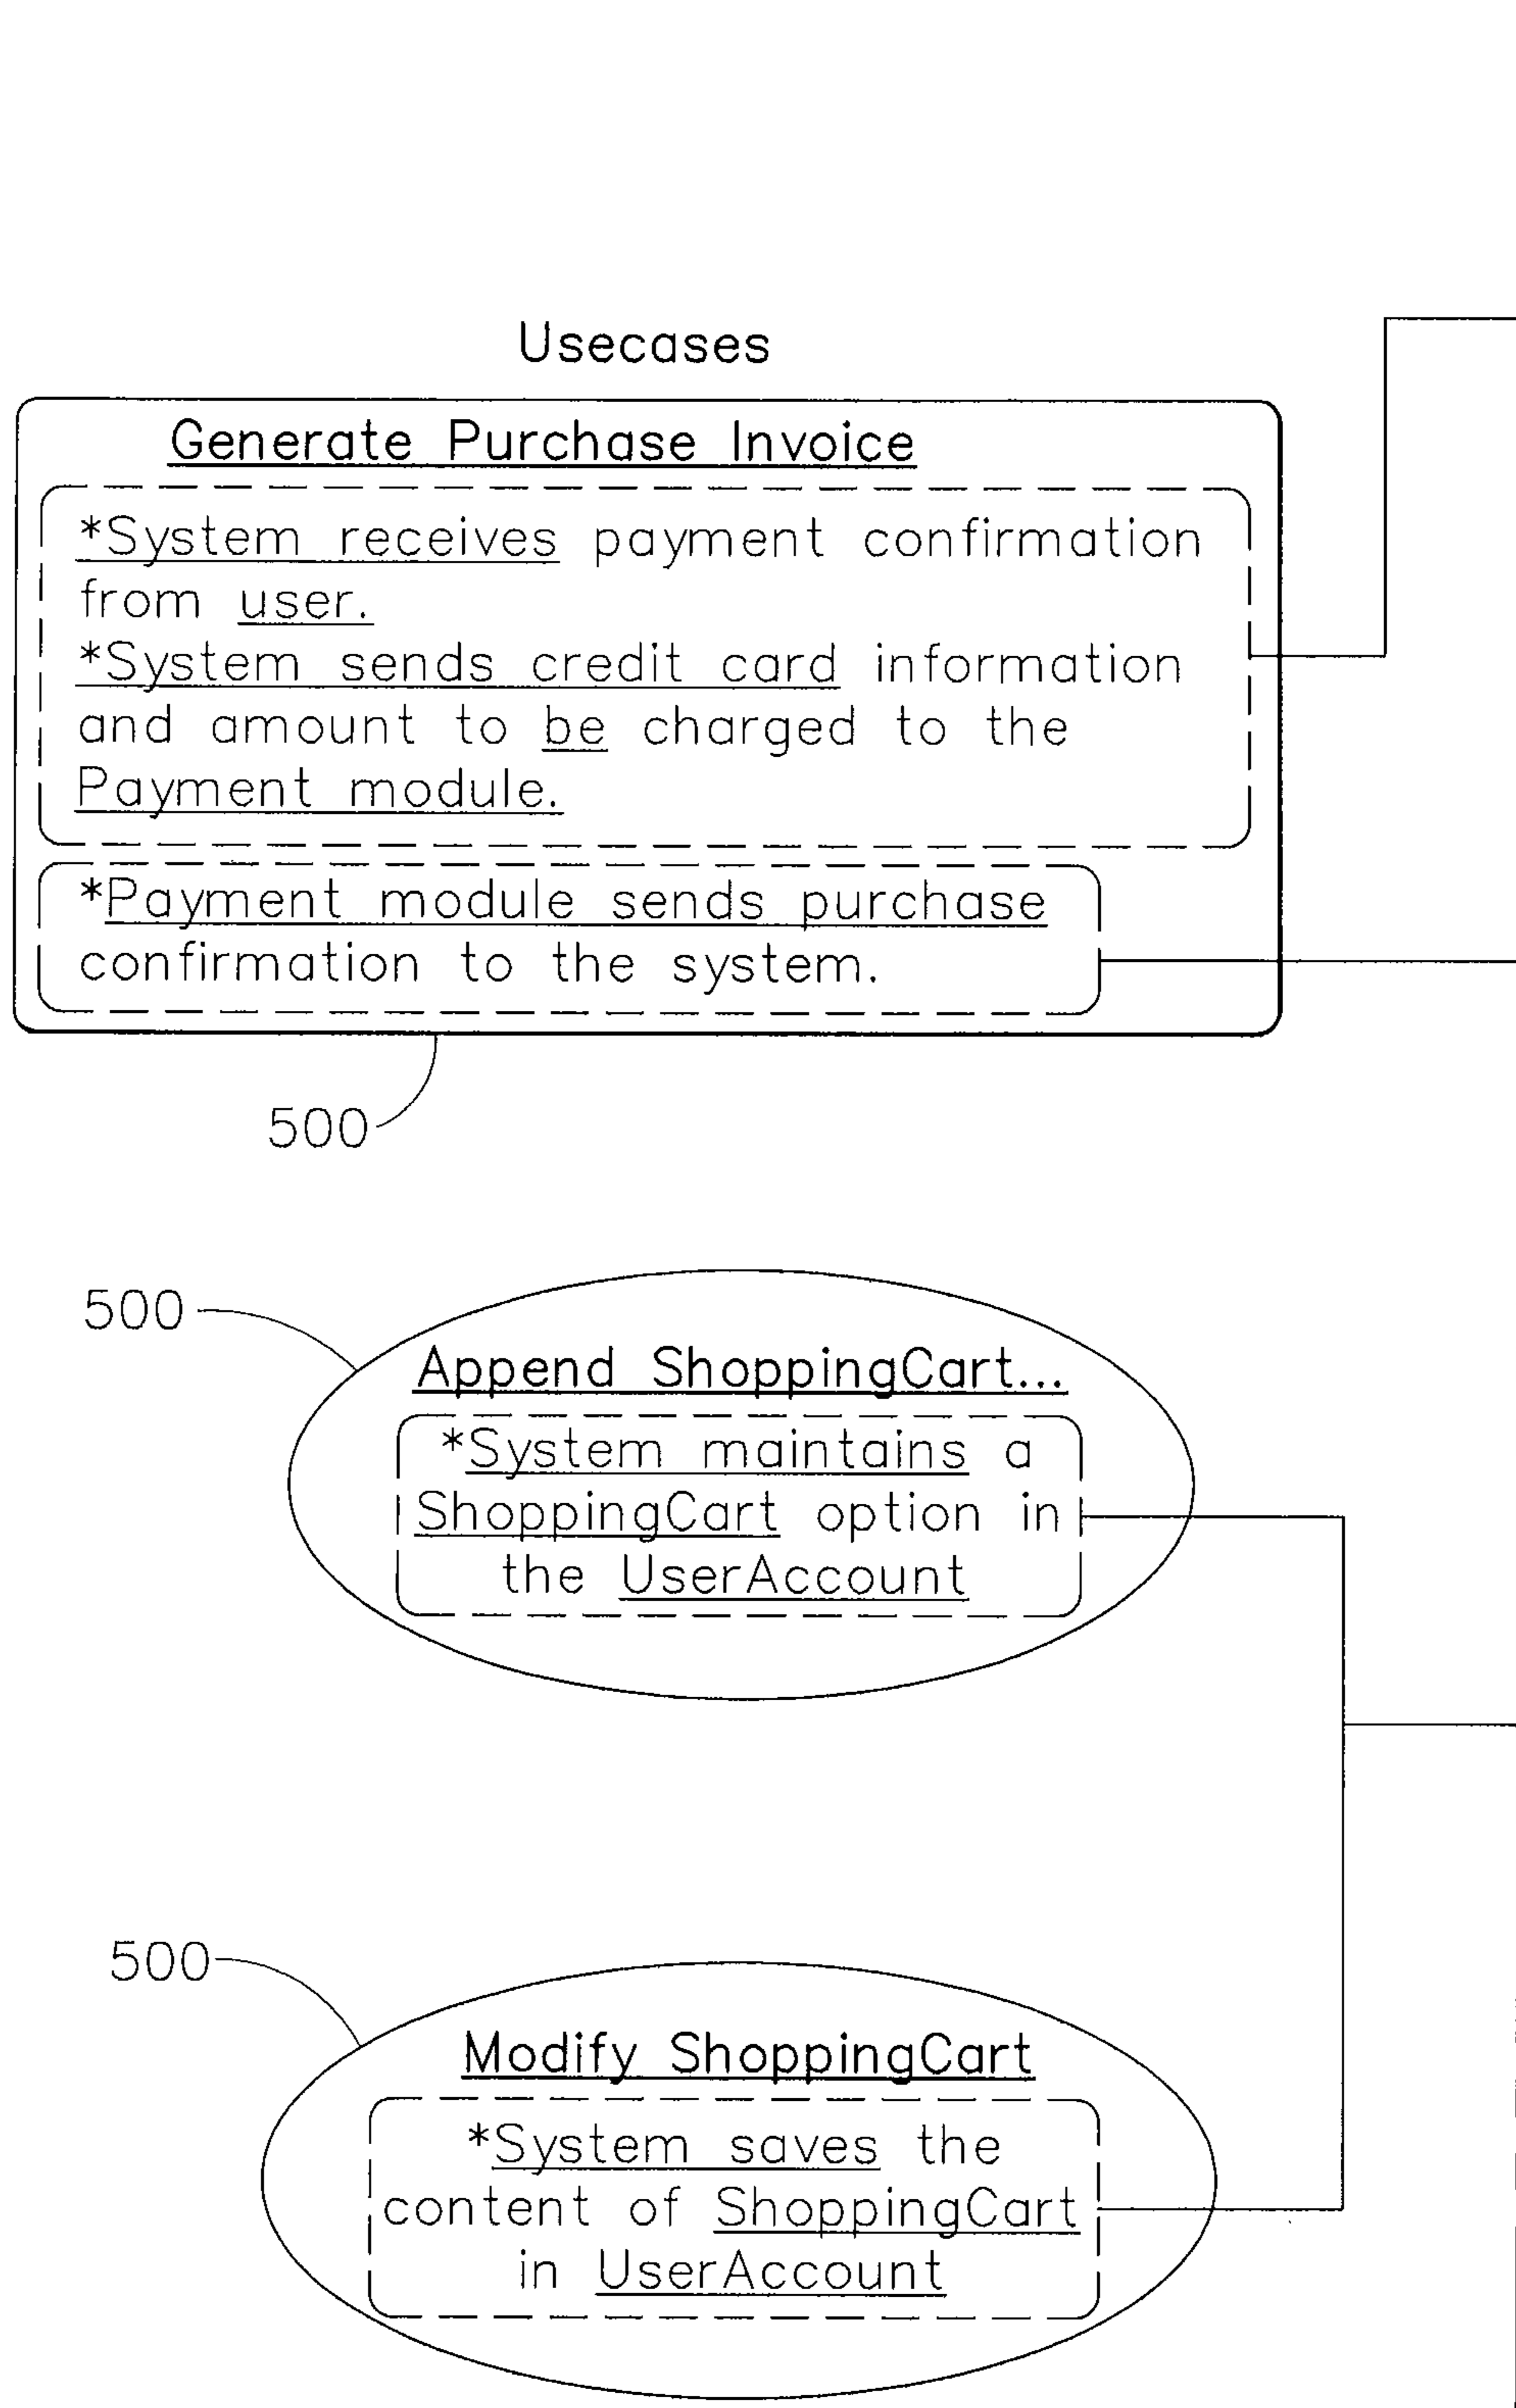 Usecases
Generate Purchase Invoice
*System receives payment confirmation
from user.
*System sends credit card information
and amount to be charged to the
Payment module.
*Payment module sends purchase
confirmation to the system.
500
500
Append ShoppingCart...
*System maintains a
ShoppingCart option in
the UserAccount
500
Modify ShoppingCart
*System saves the
content of ShoppingCart
in UserAccount